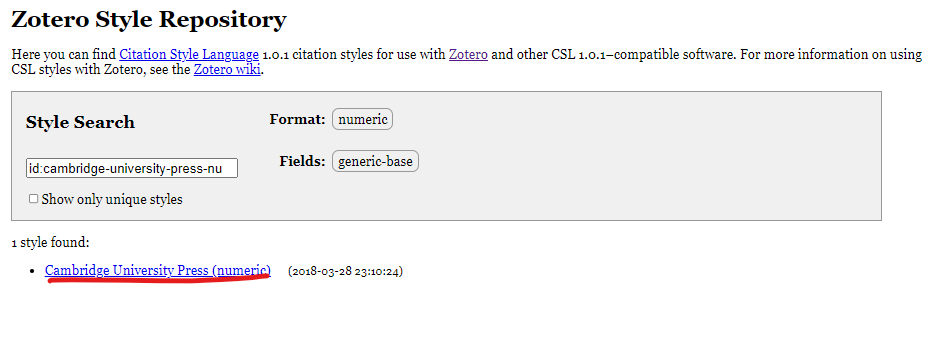 Zotero Style Repository
Here you can find Citation Style Language 1.0.1 citation styles for use with Zotero and other CSL 1.0.1–compatible software. For more information on using
CSL styles with Zotero, see the Zotero wiki.
Style Search
Format: numeric
Fields: generic-base
id:cambridge-university-press-nu
Show only unique styles
1 style found:
• Cambridge University Press (numeric) (2018-03-28 23:10:24)